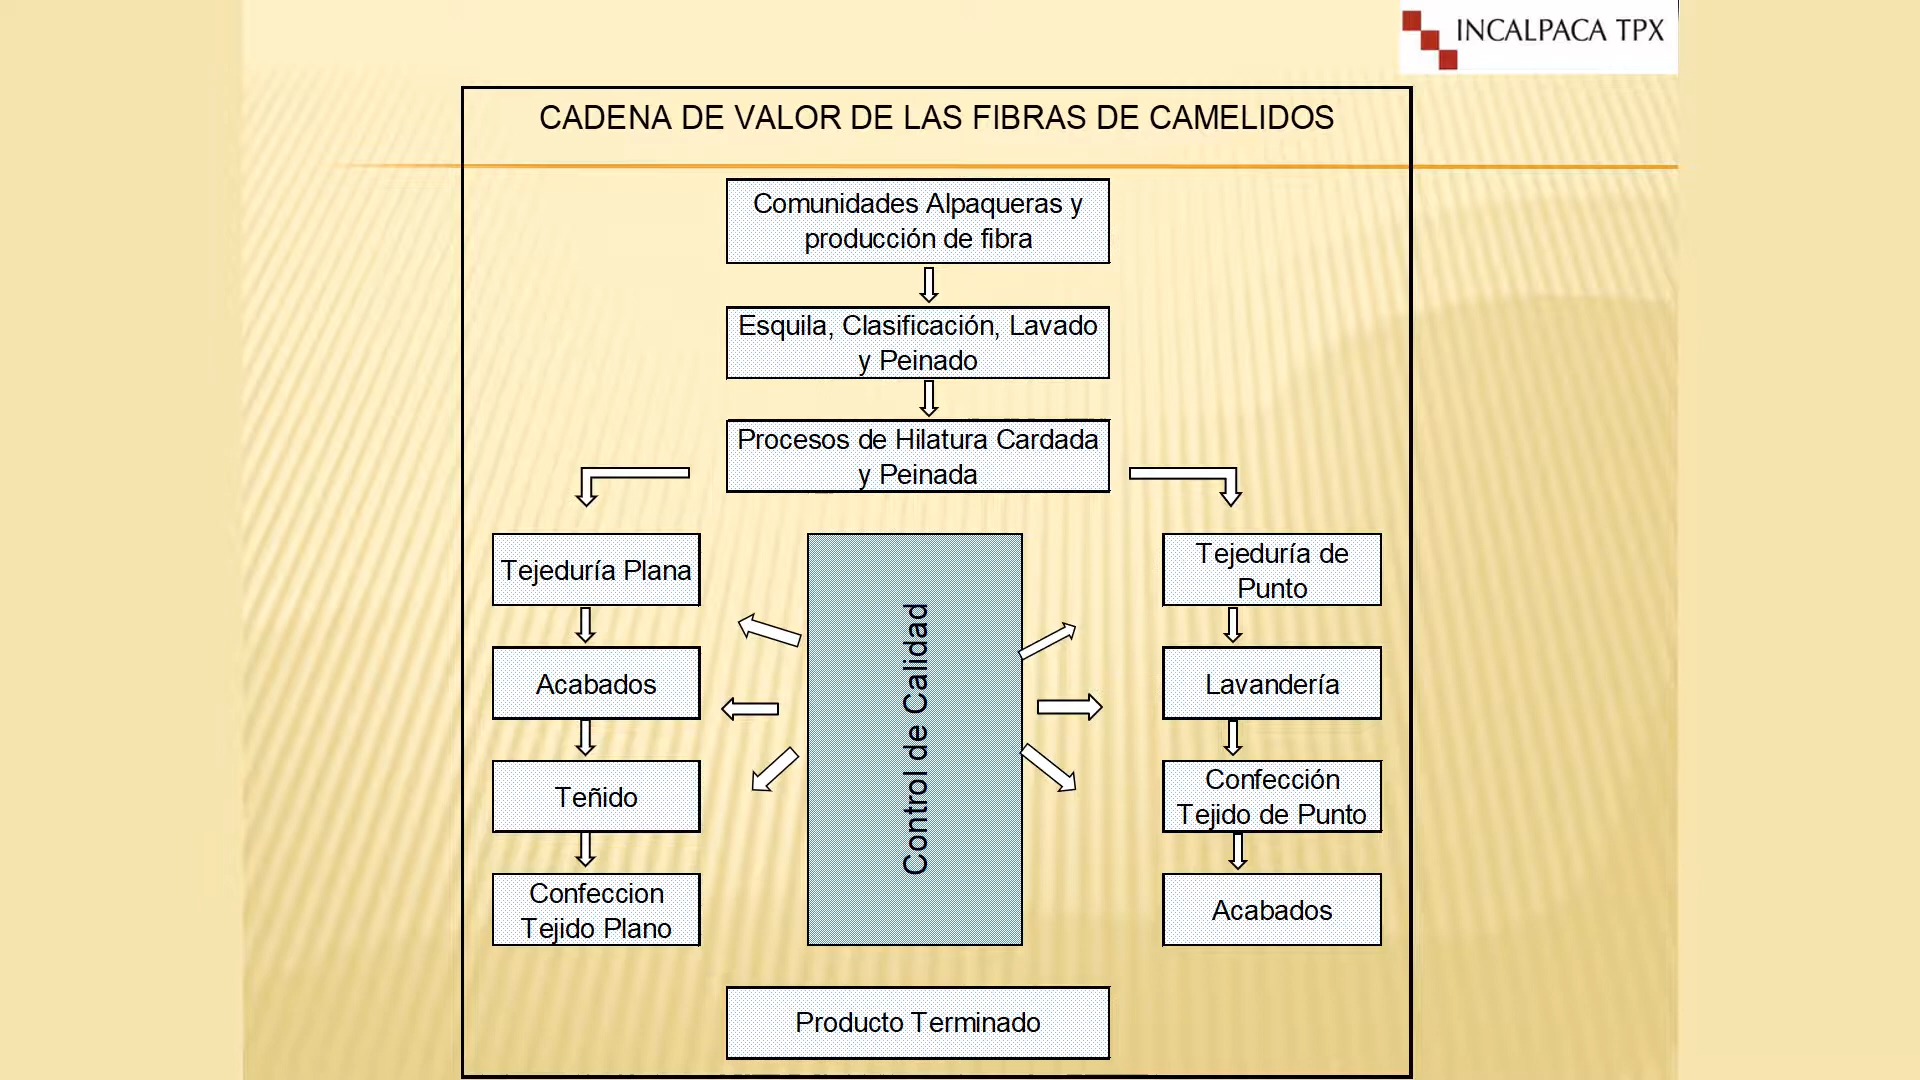 INCALPACA TPX
CADENA DE VALOR DE LAS FIBRAS DE CAMELIDOS
Comunidades Alpaqueras y
producción de fibra
Esquila, Clasificación, Lavado
y Peinado
Procesos de Hilatura Cardada
y Peinada
Tejeduría Plana
Acabados
Teñido
Confeccion
Tejido Plano
Control de Calidad
Tejeduría de
Punto
Lavandería
Confección
Tejido de Punto
Acabados
Producto Terminado